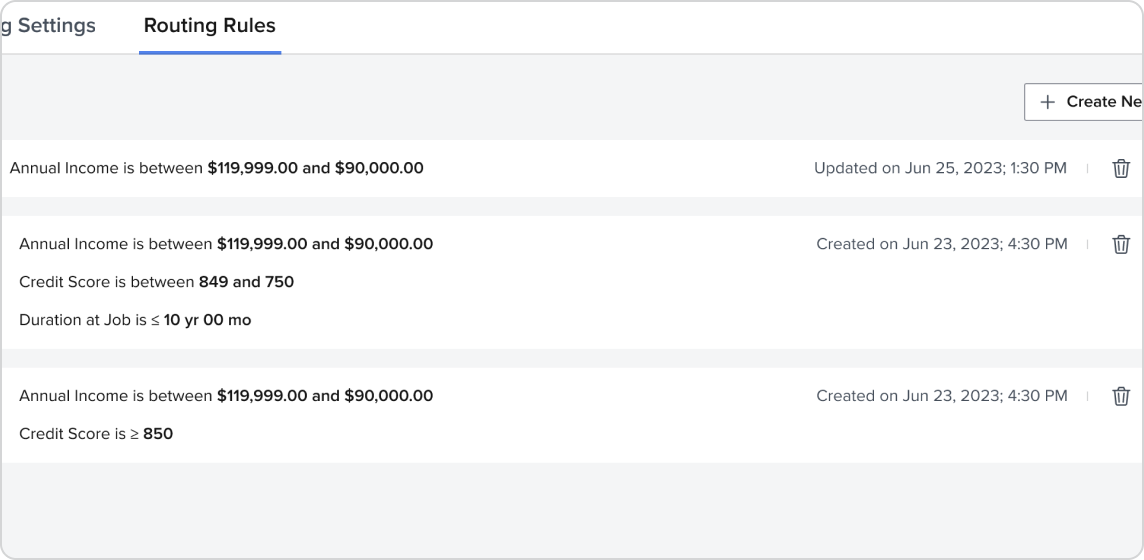 g Settings
Routing Rules
Create Ne
Annual Income is between $119,999.00 and $90,000.00
Updated on Jun 25, 2023; 1:30 PM
Annual Income is between $119,999.00 and $90,000.00
Created on Jun 23, 2023; 4:30 PM
Credit Score is between 849 and 750
Duration at Job is ≤ 10 yr 00 mo
Annual Income is between $119,999.00 and $90,000.00
Created on Jun 23, 2023; 4:30 PM
Credit Score is ≥ 850